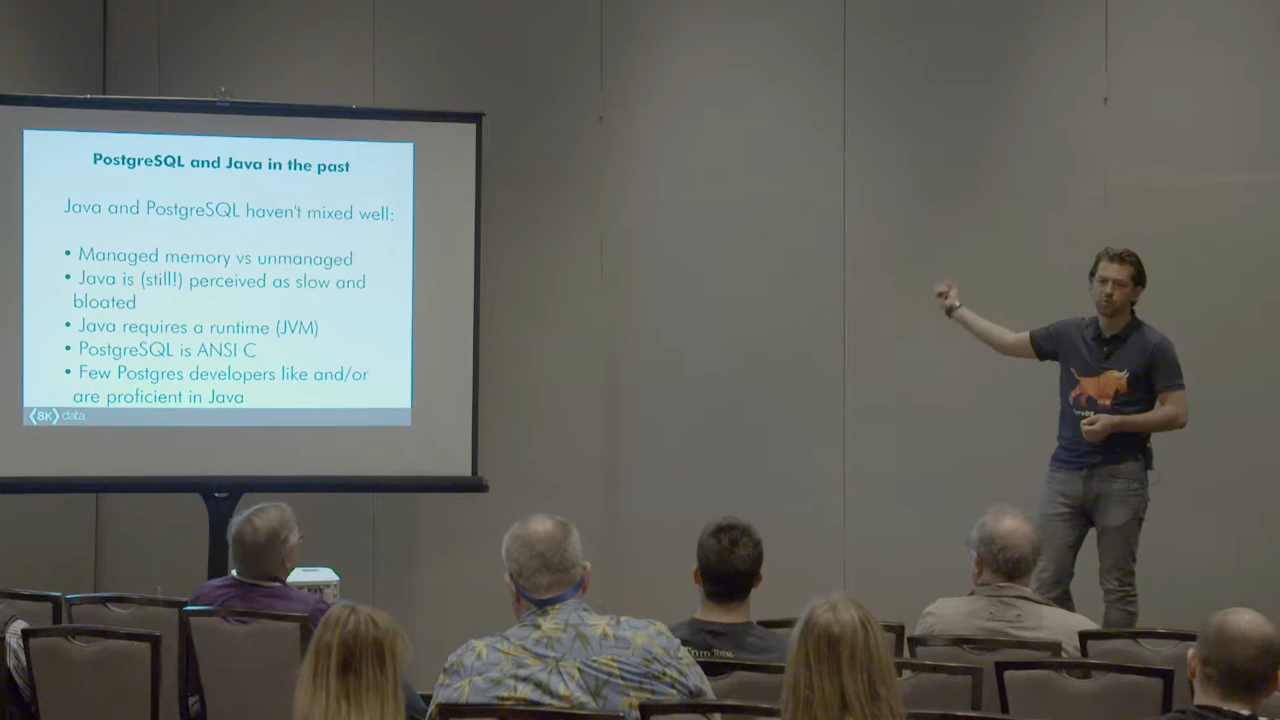 PostgreSQL and Java in the past
Java and PostgreSQL haven't mixed well:
• Managed memory vs unmanaged
• Java is (still!) perceived as slow and
bloated
• Java requires a runtime (JVM)
• PostgreSQL is ANSI C
• Few Postgres developers like and/or
are proficient in Java
⟨8K⟩data